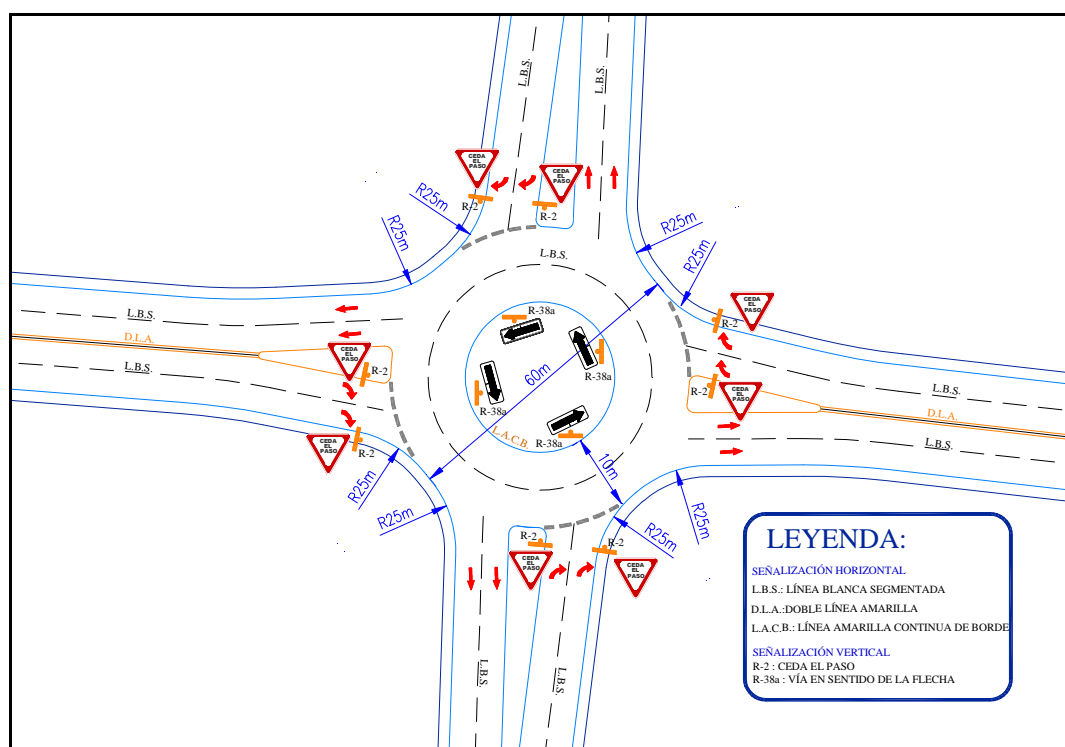 L.B.S.
L.B.S.
CEDA
EL
PASO
CEDA
EL
PASO
R-2
R-2
R25m
R25m
R25m
R25m
L.B.S.
L.B.S.
D.L.A.
L.B.S.
CEDA
EL
PASO
R-2
CEDA
EL
PASO
R-2
R-38a
R-38a
R-38a
R-38a
60m
L.A.C.B.
10m
CEDA
EL
PASO
R-2
CEDA
EL
PASO
R-2
L.B.S.
D.L.A.
L.B.S.
R25m
R25m
R25m
R25m
R-2
CEDA
EL
PASO
R-2
CEDA
EL
PASO
L.B.S.
L.B.S.
LEYENDA:
SEÑALIZACIÓN HORIZONTAL
L.B.S.: LÍNEA BLANCA SEGMENTADA
D.L.A.:DOBLE LÍNEA AMARILLA
L.A.C.B.: LÍNEA AMARILLA CONTINUA DE BORDE
SEÑALIZACIÓN VERTICAL
R-2 : CEDA EL PASO
R-38a : VÍA EN SENTIDO DE LA FLECHA